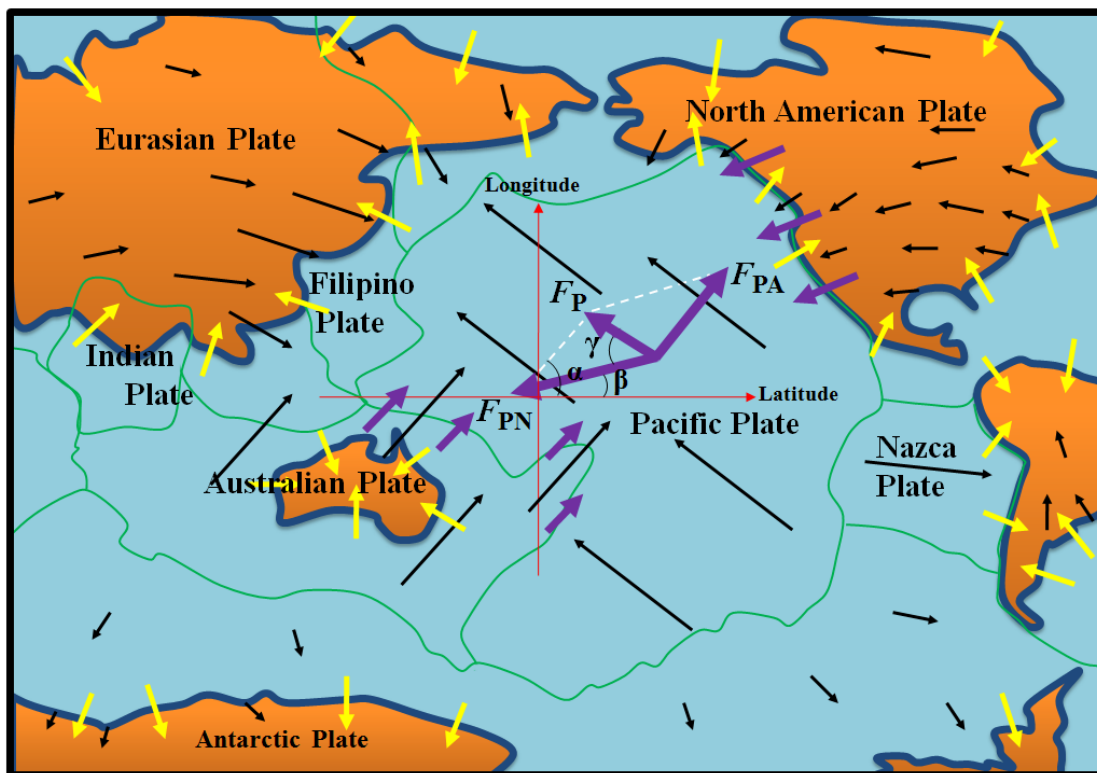 North American Plate
Eurasian Plate
Longitude
Filipino
Plate
F_PA
F_P
γ
Indian
Plate
α
β
Latitude
F_PN
Pacific Plate
Nazca
Plate
Australian Plate
Antarctic Plate